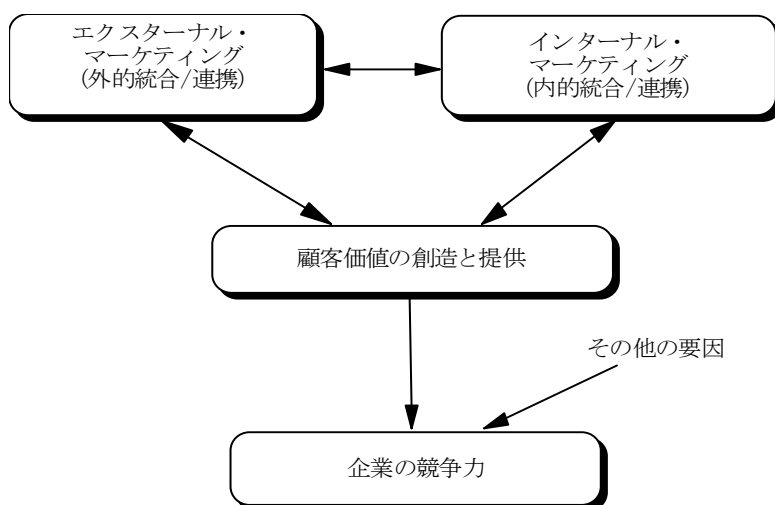 エクスターナル・
マーケティング
(外的統合/連携)
インターナル・
マーケティング
(内的統合/連携)
顧客価値の創造と提供
その他の要因
企業の競争力